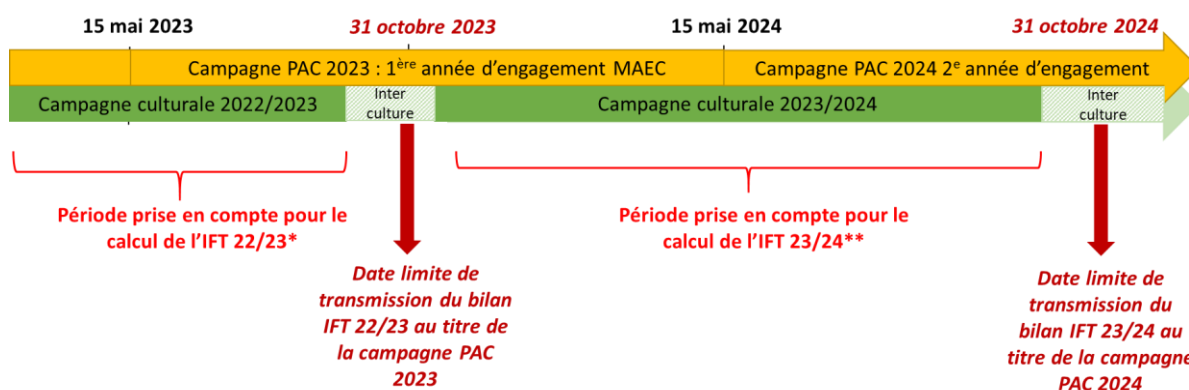 15 mai 2023
31 octobre 2023
15 mai 2024
31 octobre 2024
Campagne PAC 2023 : 1ère année d’engagement MAEC
Campagne PAC 2024 2e année d’engagement
Campagne culturale 2022/2023
Inter
culture
Campagne culturale 2023/2024
Inter
culture
Période prise en compte pour le
calcul de l’IFT 22/23*
Période prise en compte pour le
calcul de l’IFT 23/24**
Date limite de
transmission du bilan
IFT 22/23 au titre de
la campagne PAC
2023
Date limite de
transmission du
bilan IFT 23/24 au
titre de la campagne
PAC 2024